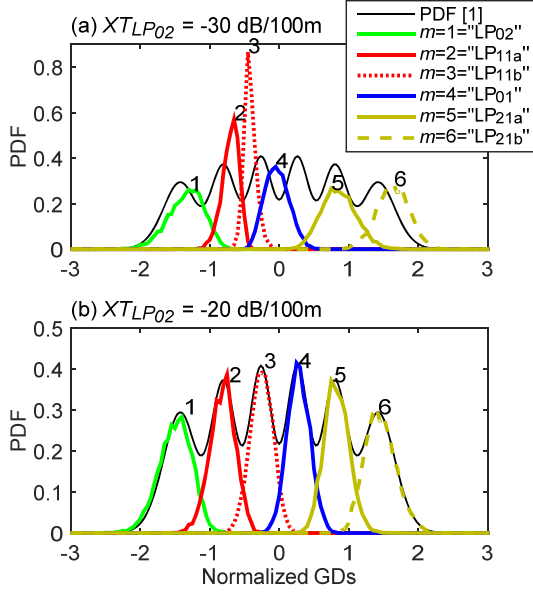 (a) XT_LP02 = -30 dB/100m
PDF [1]
m=1="LP02"
m=2="LP11a"
m=3="LP11b"
m=4="LP01"
m=5="LP21a"
m=6="LP21b"
PDF
0.8
0.6
0.4
0.2
0
1
2
3
4
5
6
-3 -2 -1 0 1 2 3
(b) XT_LP02 = -20 dB/100m
PDF
0.5
0.4
0.3
0.2
0.1
0
1
2
3
4
5
6
-3 -2 -1 0 1 2 3
Normalized GDs